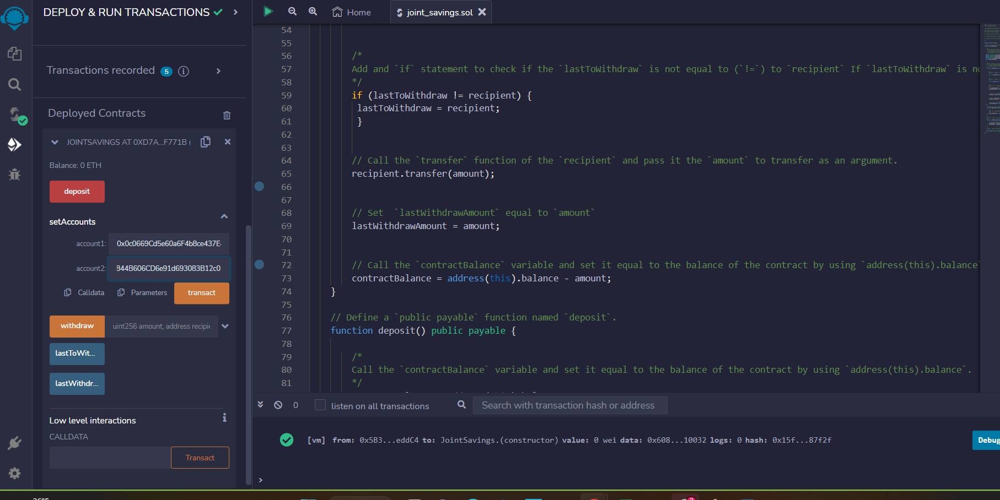 DEPLOY & RUN TRANSACTIONS
Home
joint_savings.sol
Transactions recorded 5
Deployed Contracts
JOINTSAVINGS AT 0XD7A...F771B (
Balance: 0 ETH
deposit
setAccounts
account1: 0x0c0669Cd5e60a6F4b8ce437E
account2: 344B606CD6e91d693083B12c0
Calldata Parameters transact
withdraw uint256 amount, address recipie
lastToWit...
lastWithdr...
Low level interactions
CALLDATA
Transact
54
55
56 /*
57 Add and `if` statement to check if the `lastToWithdraw` is not equal to (`!=`) to `recipient` If `lastToWithdraw` is no
58 */
59 if (lastToWithdraw != recipient) {
60 lastToWithdraw = recipient;
61 }
62
63
64 // Call the `transfer` function of the `recipient` and pass it the `amount` to transfer as an argument.
65 recipient.transfer(amount);
66
67
68 // Set  `lastWithdrawAmount` equal to `amount`
69 lastWithdrawAmount = amount;
70
71
72 // Call the `contractBalance` variable and set it equal to the balance of the contract by using `address(this).balance`
73 contractBalance = address(this).balance - amount;
74 }
75
76 // Define a `public payable` function named `deposit`.
77 function deposit() public payable {
78
79 /*
80 Call the `contractBalance` variable and set it equal to the balance of the contract by using `address(this).balance`.
81 */
0 listen on all transactions Search with transaction hash or address
[vm] from: 0x5B3...eddC4 to: JointSavings.(constructor) value: 0 wei data: 0x608...10032 logs: 0 hash: 0x15f...87f2f
Debug
>